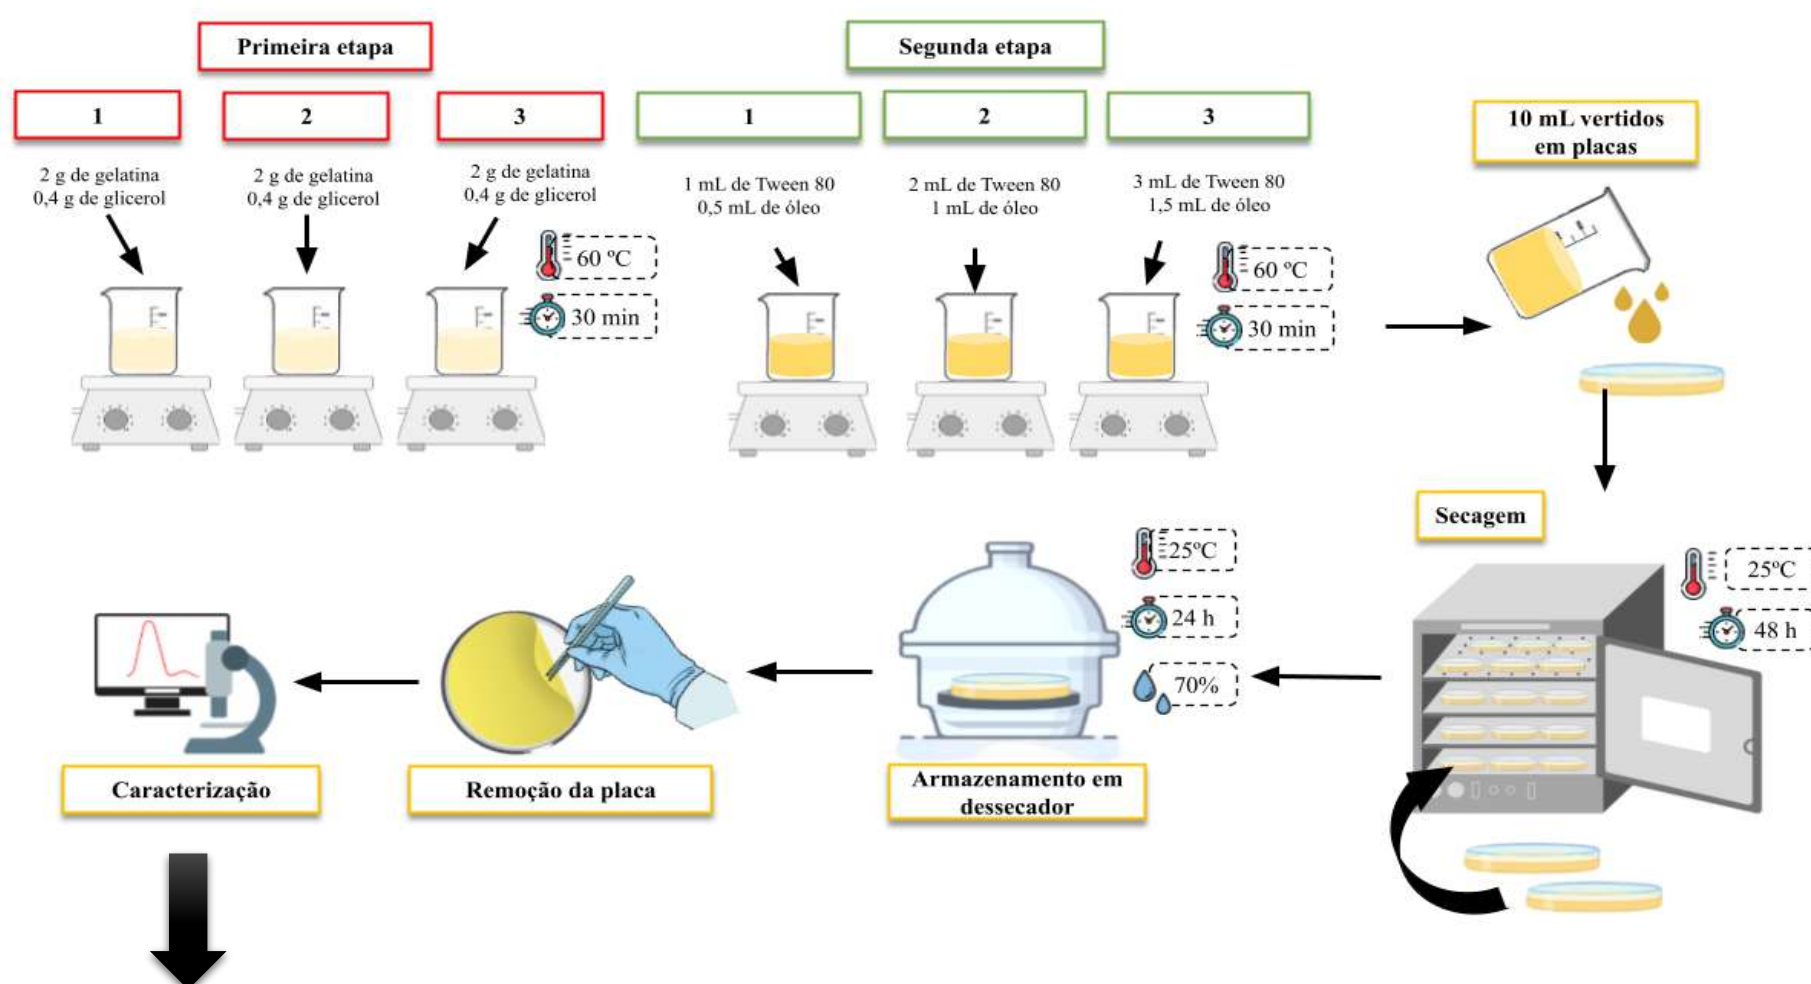 Primeira etapa
1
2
3
2 g de gelatina
0,4 g de glicerol
2 g de gelatina
0,4 g de glicerol
2 g de gelatina
0,4 g de glicerol
60 ºC
30 min
Segunda etapa
1
2
3
1 mL de Tween 80
0,5 mL de óleo
2 mL de Tween 80
1 mL de óleo
3 mL de Tween 80
1,5 mL de óleo
60 ºC
30 min
10 mL vertidos
em placas
Secagem
25ºC
48 h
25ºC
24 h
70%
Armazenamento em
dessecador
Remoção da placa
Caracterização